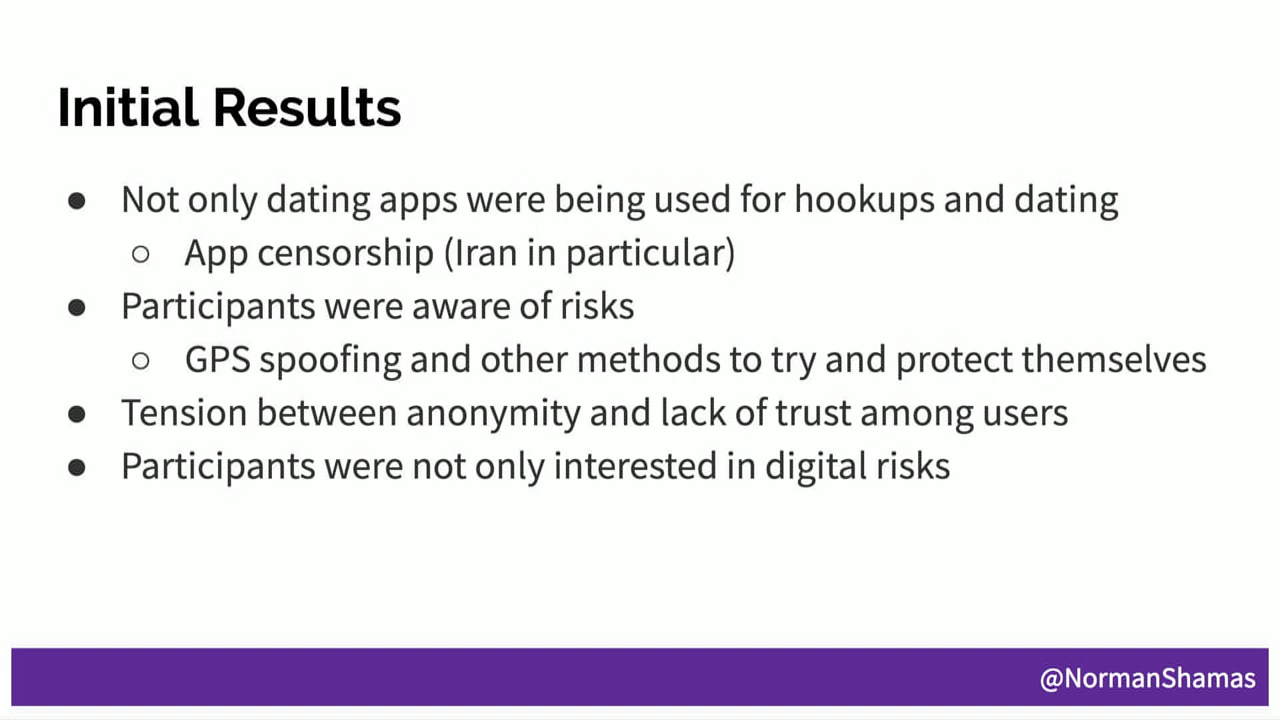 Initial Results
● Not only dating apps were being used for hookups and dating
○ App censorship (Iran in particular)
● Participants were aware of risks
○ GPS spoofing and other methods to try and protect themselves
● Tension between anonymity and lack of trust among users
● Participants were not only interested in digital risks
@NormanShamas